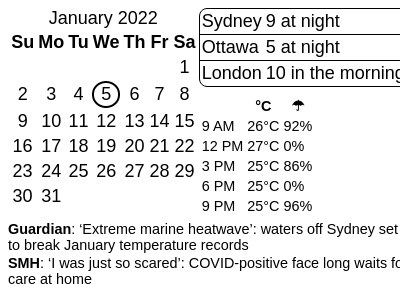 January 2022
Su Mo Tu We Th Fr Sa
1
2 3 4 5 6 7 8
9 10 11 12 13 14 15
16 17 18 19 20 21 22
23 24 25 26 27 28 29
30 31
Sydney 9 at night
Ottawa 5 at night
London 10 in the morning
°C ☂
9 AM 26°C 92%
12 PM 27°C 0%
3 PM 25°C 86%
6 PM 25°C 0%
9 PM 25°C 96%
Guardian: ‘Extreme marine heatwave’: waters off Sydney set
to break January temperature records
SMH: ‘I was just so scared’: COVID-positive face long waits fo
care at home